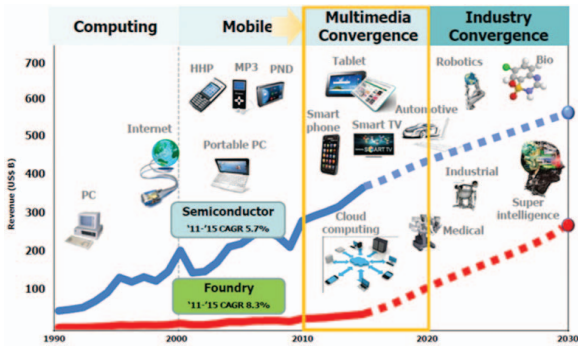 Computing
Mobile
Multimedia
Convergence
Industry
Convergence
Revenue (US$ B)
700
600
500
400
300
200
100
HHP
MP3
PND
Tablet
Robotics
Bio
Internet
Portable PC
Smart
phone
Smart TV
SMART TV
Automotive
PC
Industrial
Super
intelligence
Semiconductor
'11-'15 CAGR 5.7%
Cloud
computing
Medical
Foundry
'11-'15 CAGR 8.3%
1990
2000
2010
2020
2030